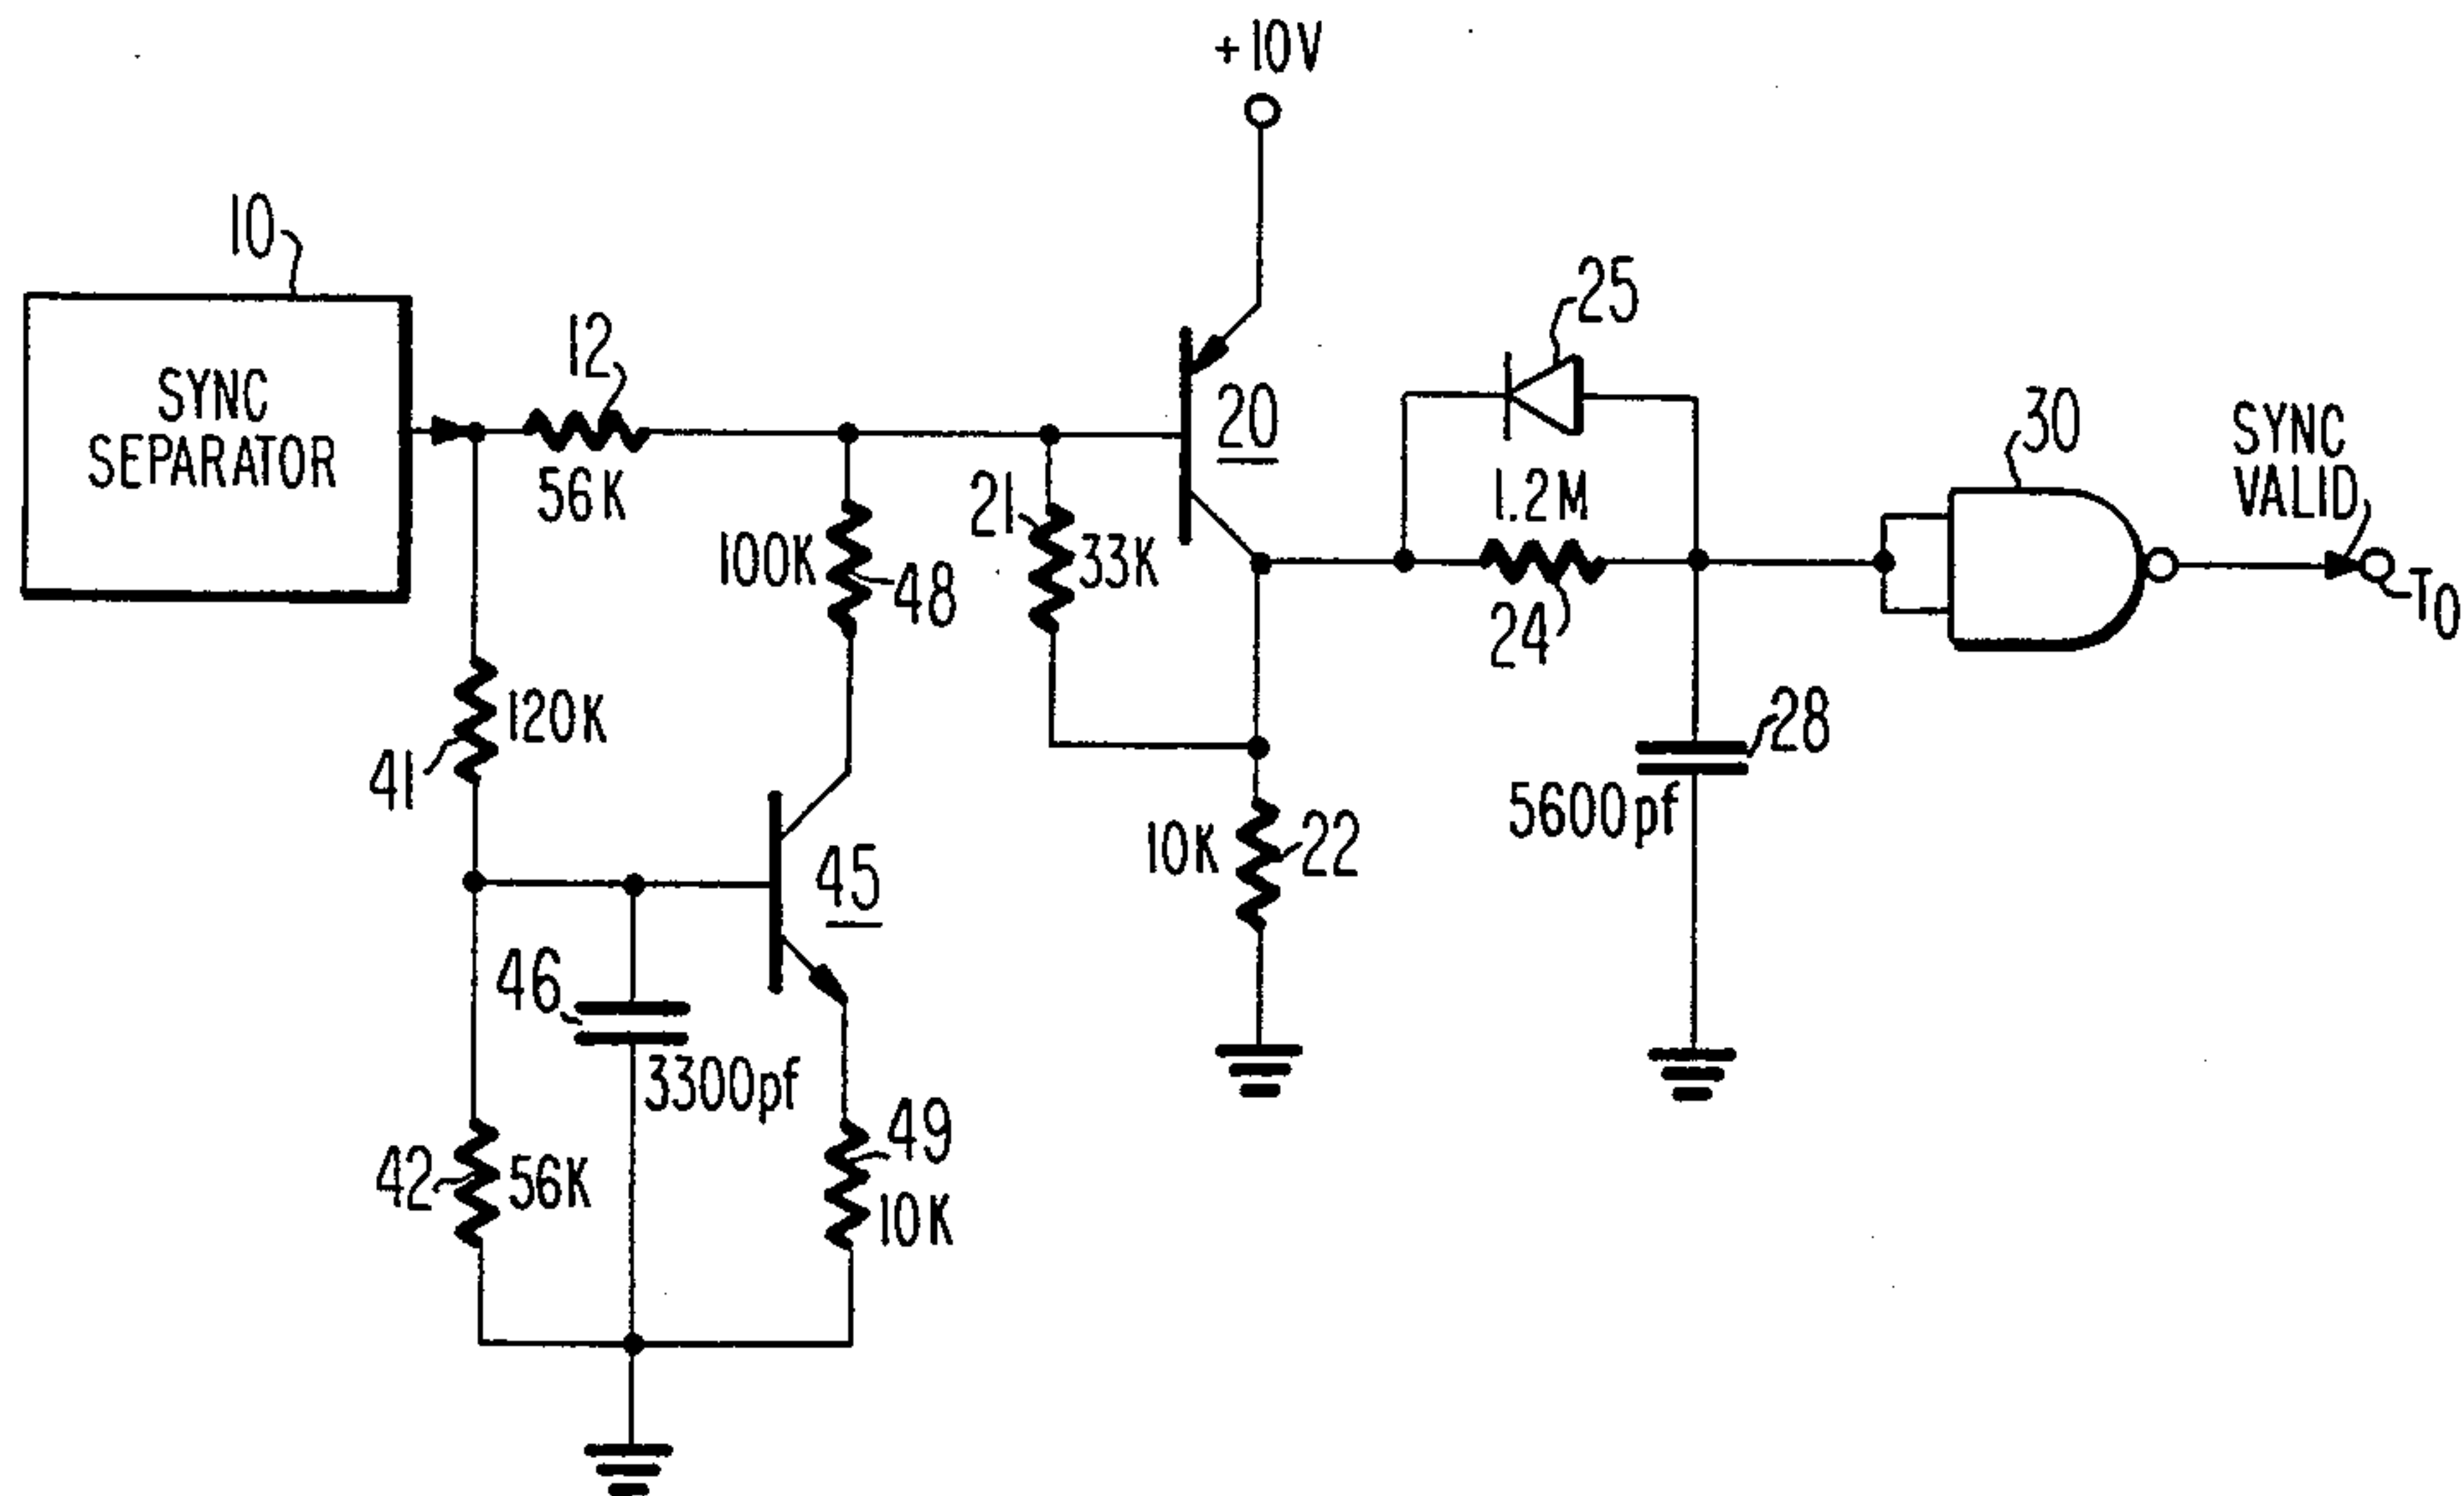 +10V
10
SYNC
SEPARATOR
12
56K
100K
48
21
33K
20
25
1.2M
24
30
SYNC
VALID
T0
120K
41
45
46
3300pf
10K
22
28
5600pf
42
56K
49
10K